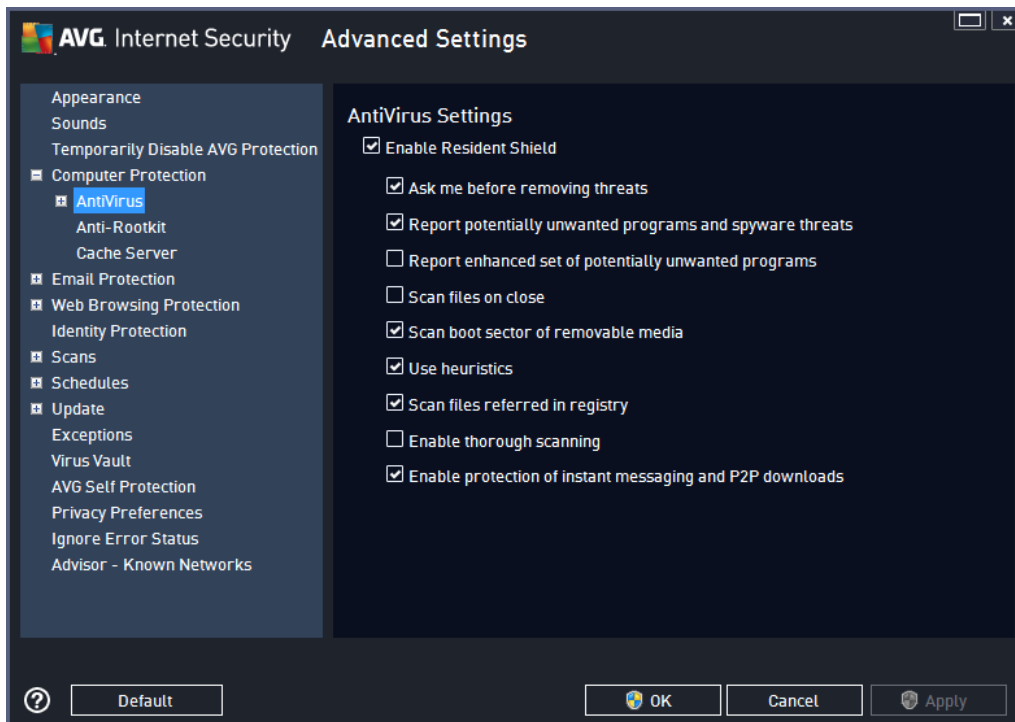 AVG. Internet Security Advanced Settings
Appearance
Sounds
Temporarily Disable AVG Protection
Computer Protection
AntiVirus
Anti-Rootkit
Cache Server
Email Protection
Web Browsing Protection
Identity Protection
Scans
Schedules
Update
Exceptions
Virus Vault
AVG Self Protection
Privacy Preferences
Ignore Error Status
Advisor - Known Networks
AntiVirus Settings
Enable Resident Shield
Ask me before removing threats
Report potentially unwanted programs and spyware threats
Report enhanced set of potentially unwanted programs
Scan files on close
Scan boot sector of removable media
Use heuristics
Scan files referred in registry
Enable thorough scanning
Enable protection of instant messaging and P2P downloads
? Default OK Cancel Apply